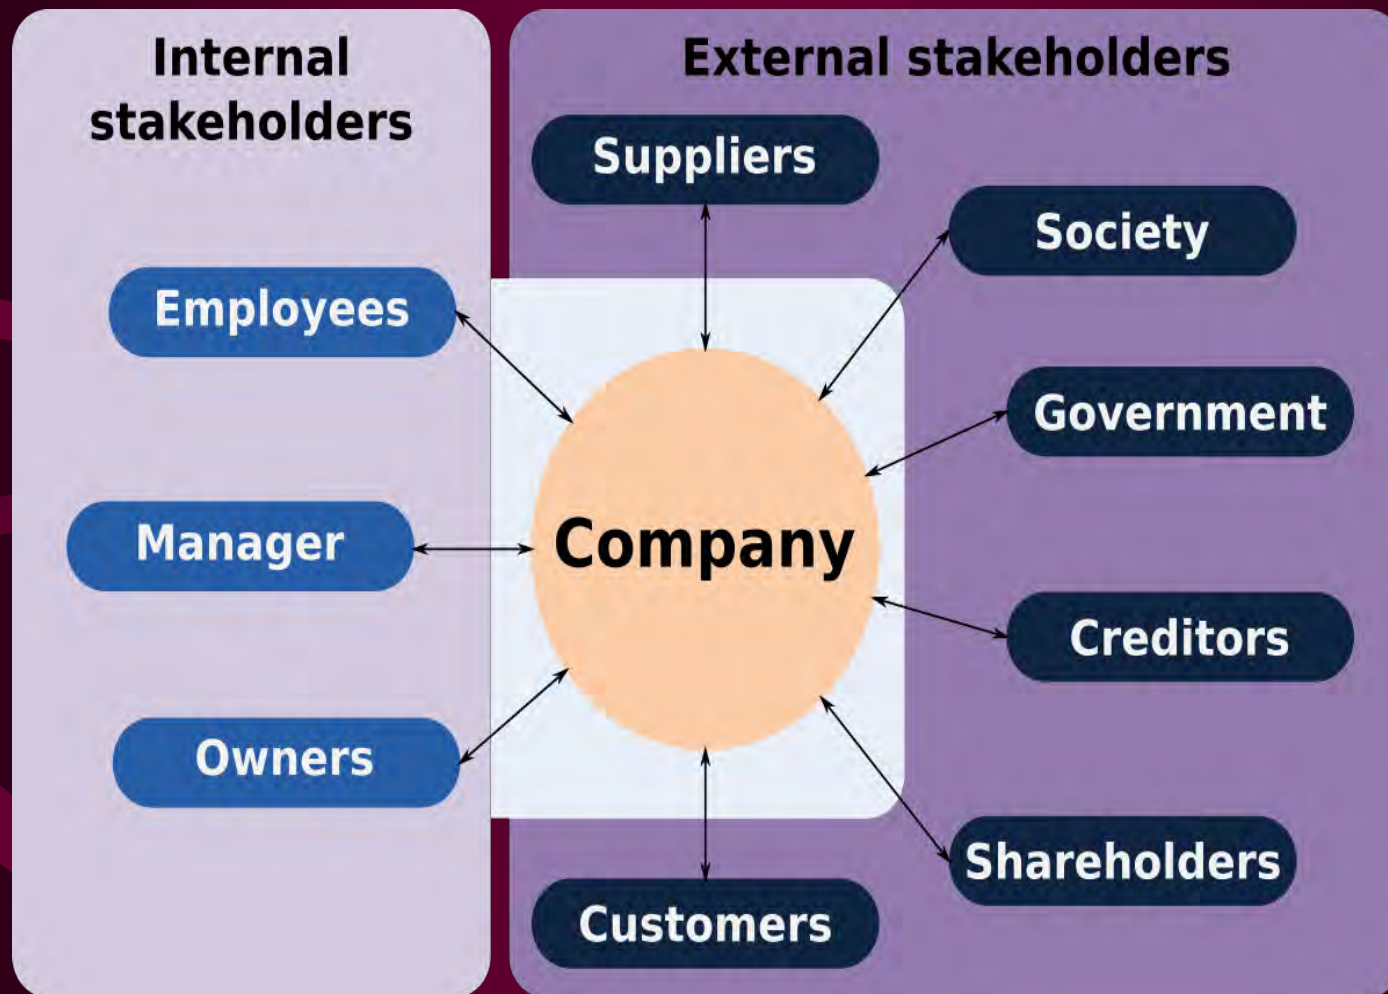 Internal
stakeholders
Employees
Manager
Owners
External stakeholders
Suppliers
Society
Government
Company
Creditors
Shareholders
Customers